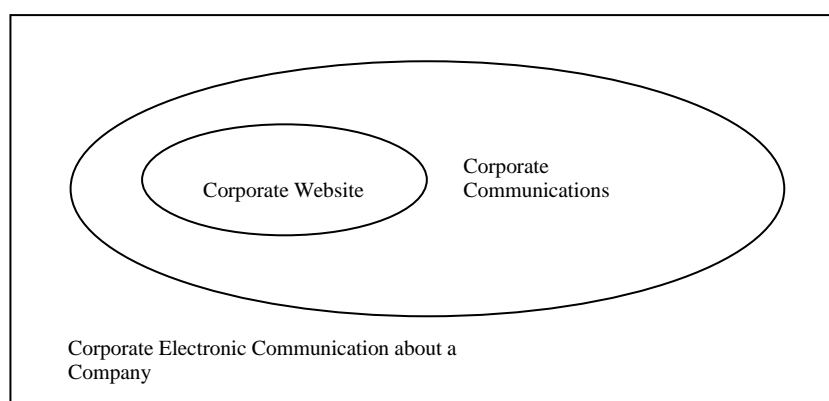 Corporate
Corporate Website
Communications
Corporate Electronic Communication about a
Company